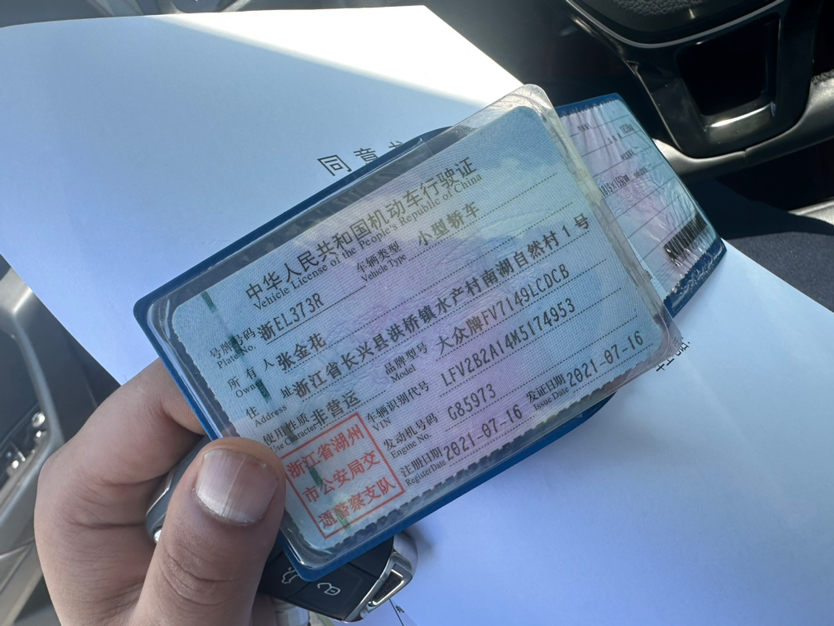 同意
中华人民共和国机动车行驶证
Vehicle License of the People's Republic of China
号牌号码 浙EL373R 车辆类型 小型轿车
Plate No. Vehicle Type
所有人 张金花
Owner
住址 浙江省长兴县洪桥镇水产村南湖自然村1号
Address
使用性质 非营运 品牌型号 大众牌FV7149LCDCB
Use Character Model
车辆识别代号 LFV2B2A14M5174953
VIN
发动机号码 G85973
Engine No.
注册日期 2021-07-16 发证日期 2021-07-16
Register Date Issue Date
浙江省湖州
市公安局交
通警察支队